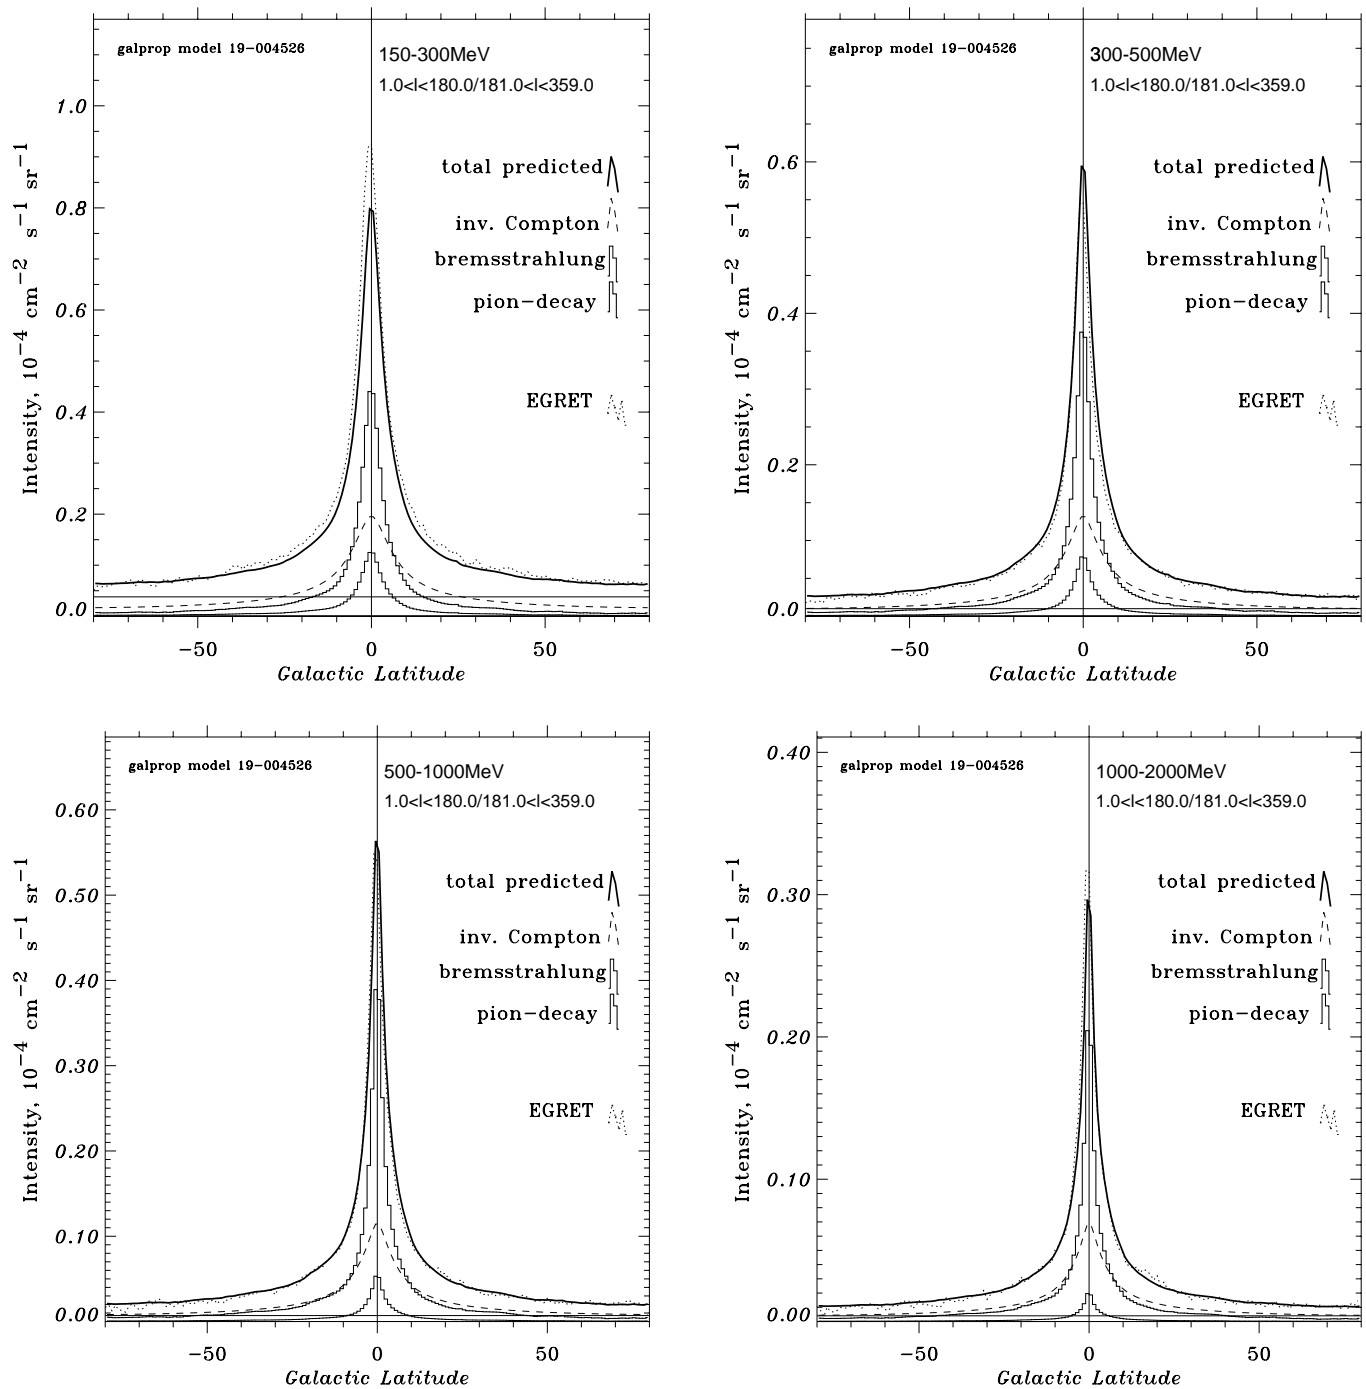 galprop model 19-004526
150-300MeV
1.0<l<180.0/181.0<l<359.0
total predicted
inv. Compton
bremsstrahlung
pion-decay
EGRET
Intensity, 10⁻⁴ cm⁻² s⁻¹ sr⁻¹
1.0
0.8
0.6
0.4
0.2
0.0
-50
0
50
Galactic Latitude
galprop model 19-004526
300-500MeV
1.0<l<180.0/181.0<l<359.0
total predicted
inv. Compton
bremsstrahlung
pion-decay
EGRET
Intensity, 10⁻⁴ cm⁻² s⁻¹ sr⁻¹
0.6
0.4
0.2
0.0
-50
0
50
Galactic Latitude
galprop model 19-004526
500-1000MeV
1.0<l<180.0/181.0<l<359.0
total predicted
inv. Compton
bremsstrahlung
pion-decay
EGRET
Intensity, 10⁻⁴ cm⁻² s⁻¹ sr⁻¹
0.60
0.50
0.40
0.30
0.20
0.10
0.00
-50
0
50
Galactic Latitude
galprop model 19-004526
1000-2000MeV
1.0<l<180.0/181.0<l<359.0
total predicted
inv. Compton
bremsstrahlung
pion-decay
EGRET
Intensity, 10⁻⁴ cm⁻² s⁻¹ sr⁻¹
0.40
0.30
0.20
0.10
0.00
-50
0
50
Galactic Latitude